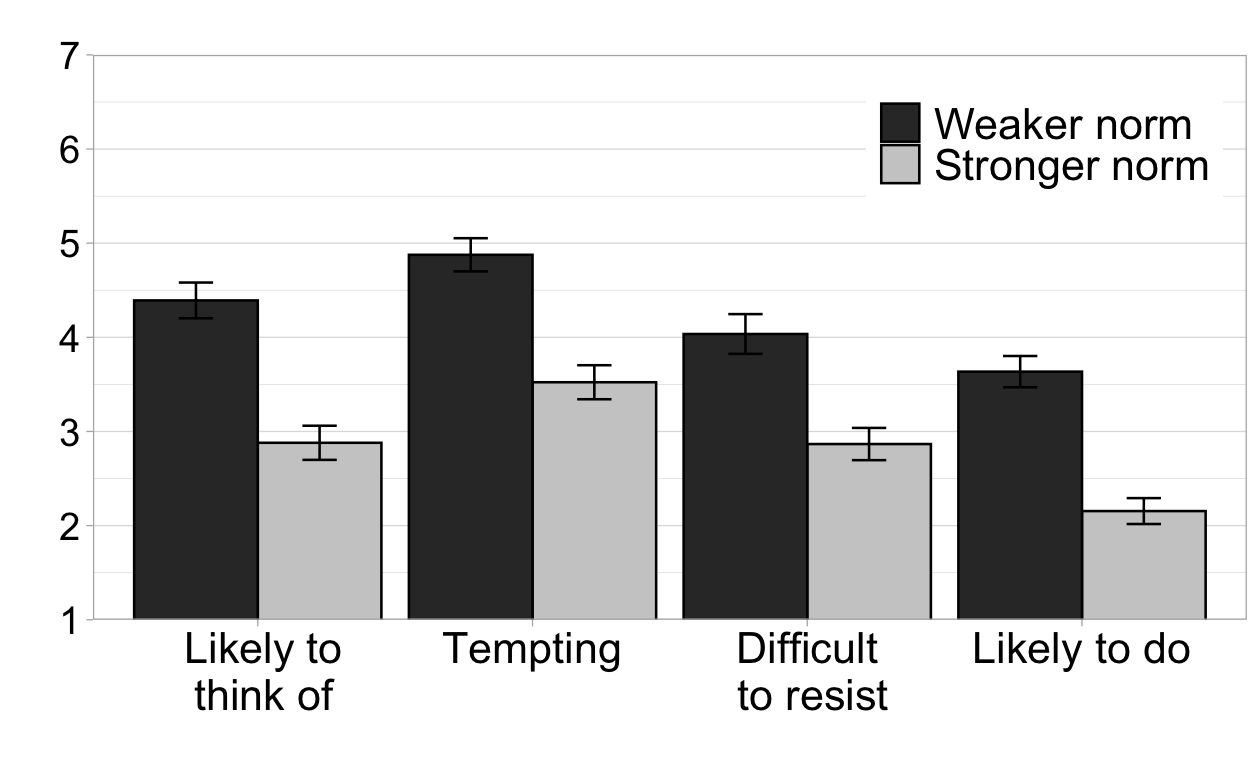 7
6
5
4
3
2
1
Weaker norm
Stronger norm
Likely to
think of
Tempting
Difficult
to resist
Likely to do